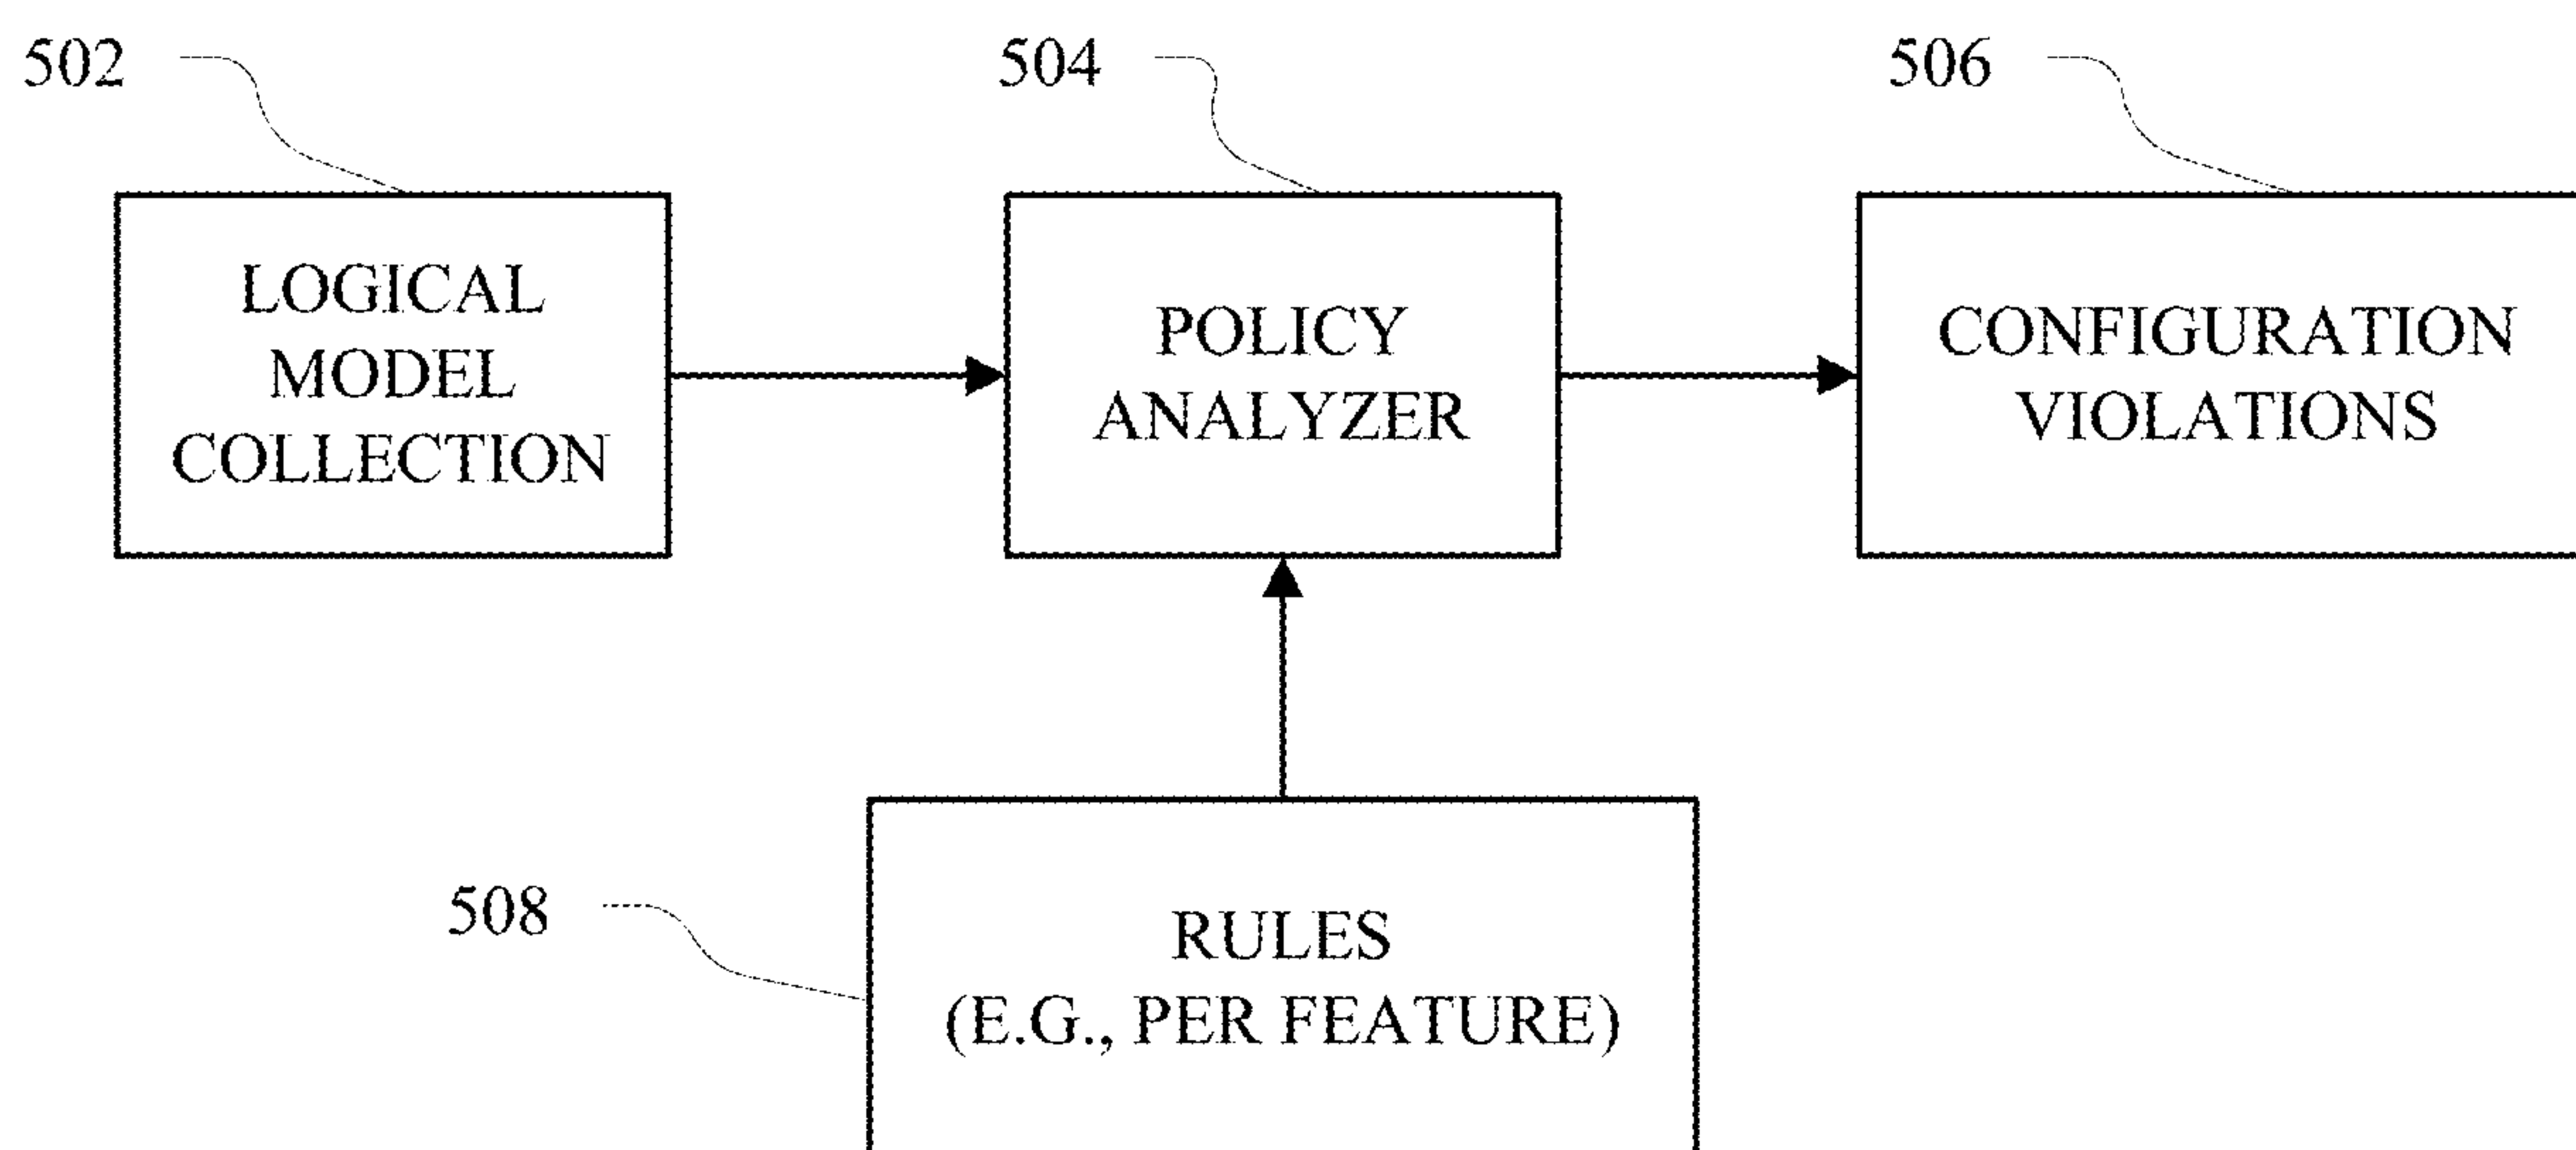 502
504
506
LOGICAL
MODEL
COLLECTION
POLICY
ANALYZER
CONFIGURATION
VIOLATIONS
508
RULES
(E.G., PER FEATURE)